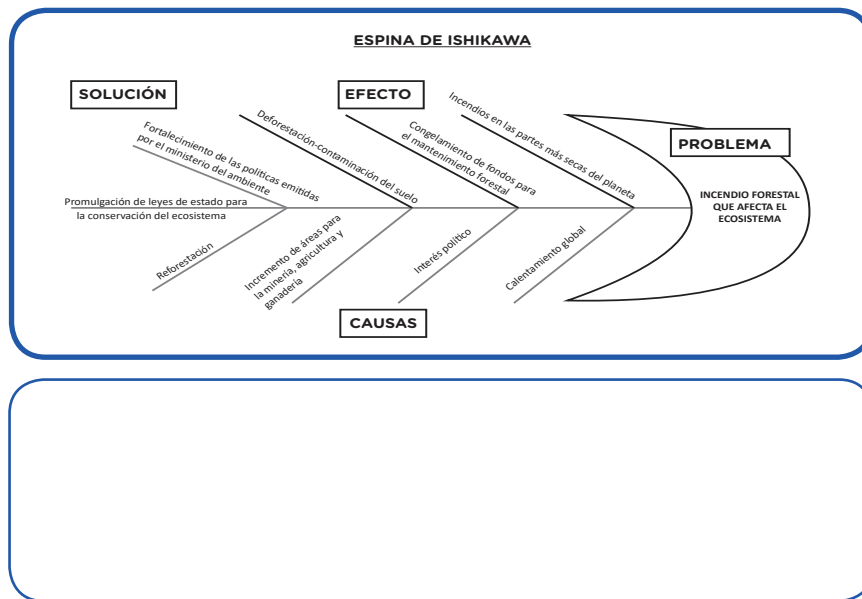 ESPINA DE ISHIKAWA
SOLUCIÓN
EFECTO
PROBLEMA
Fortalecimiento de las políticas emitidas
por el ministerio del ambiente
Deforestación-contaminación del suelo
Congelamiento de fondos para
el mantenimiento forestal
Incendios en las partes más secas del planeta
Promulgación de leyes de estado para
la conservación del ecosistema
INCENDIO FORESTAL
QUE AFECTA EL
ECOSISTEMA
Reforestación
Incremento de áreas para
la minería, agricultura y
ganadería
Interés político
Calentamiento global
CAUSAS